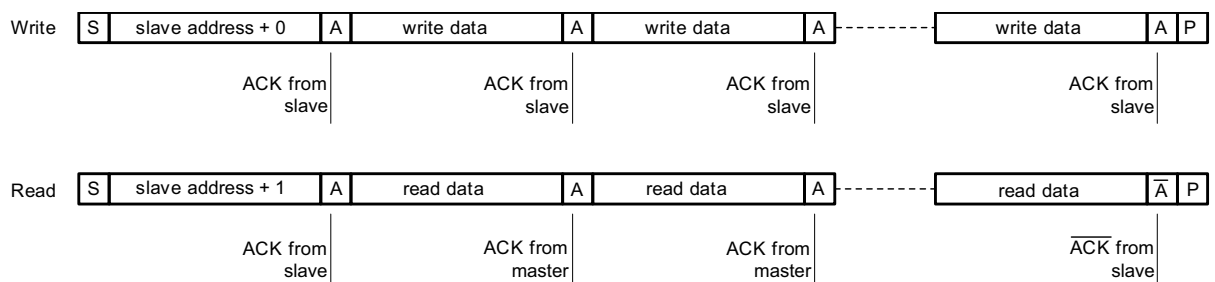 Write S slave address + 0 A write data A write data A write data A P
ACK from ACK from ACK from ACK from
slave slave slave slave
Read S slave address + 1 A read data A read data A read data A̅ P
ACK from ACK from ACK from A̅C̅K̅ from
slave master master slave